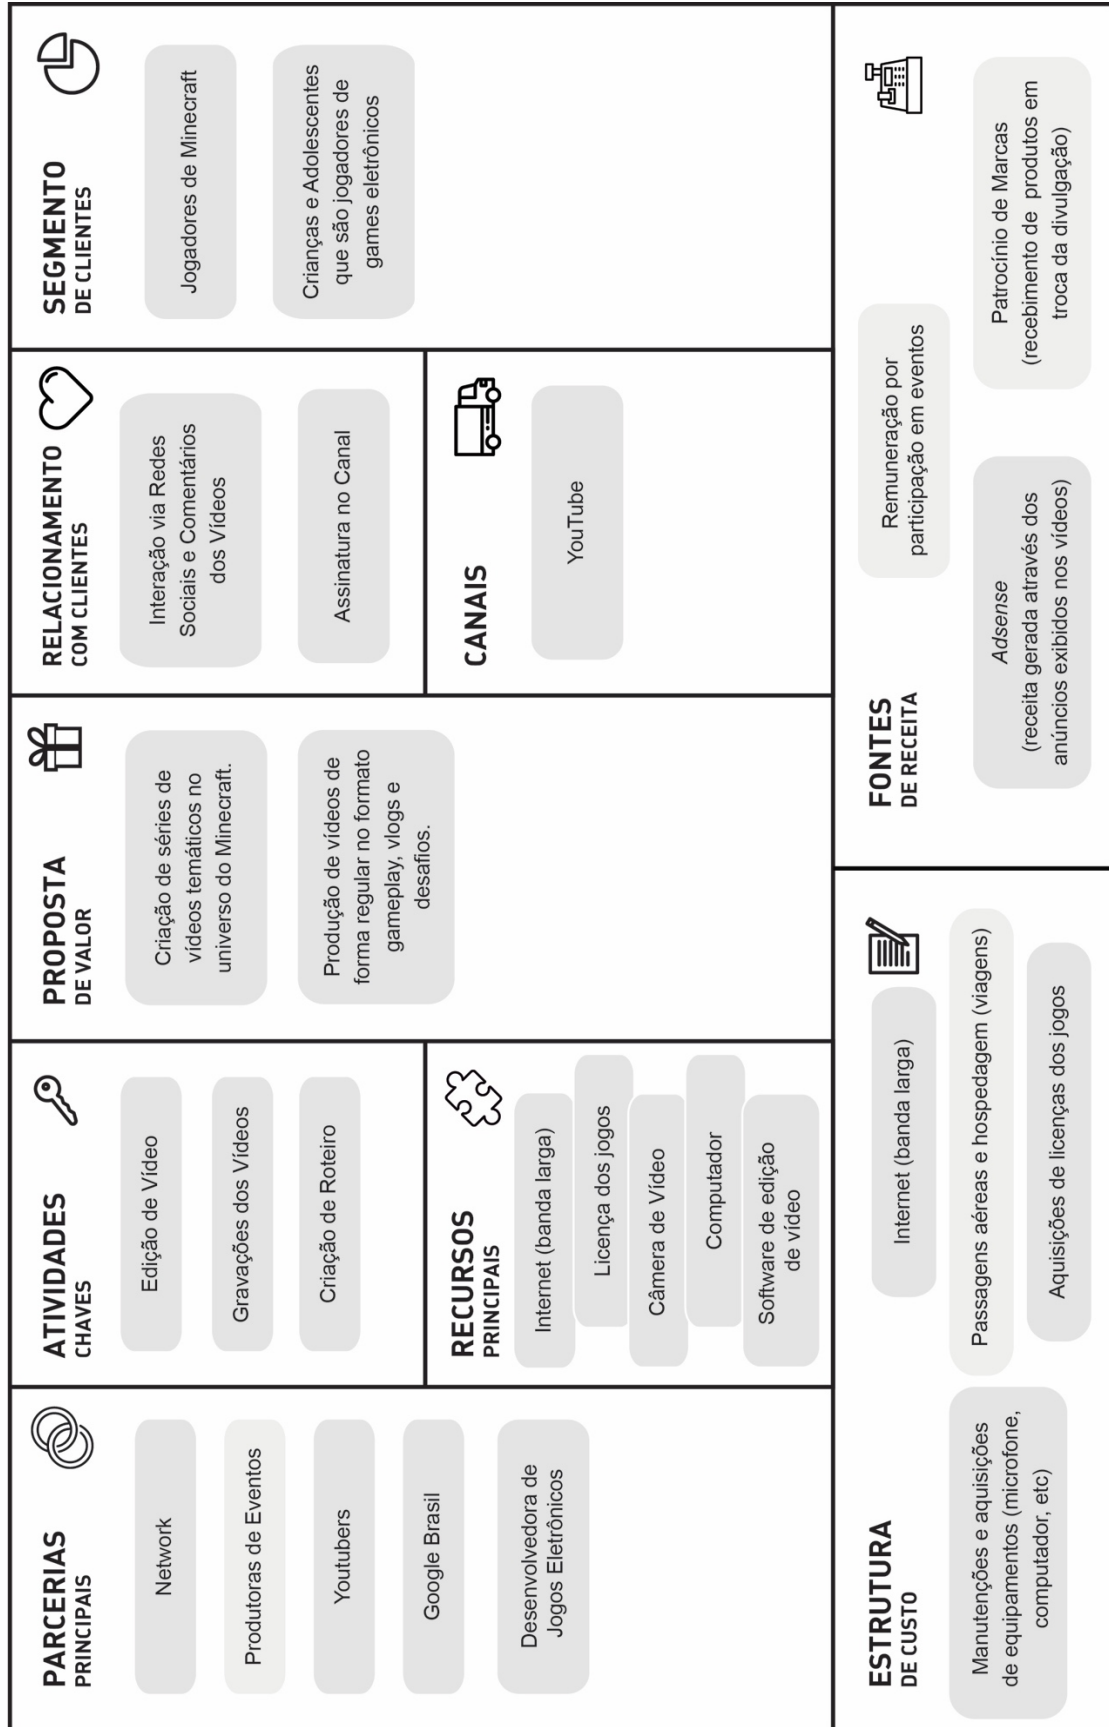 PARCERIAS
PRINCIPAIS
Network
Produtoras de Eventos
Youtubers
Google Brasil
Desenvolvedora de
Jogos Eletrônicos
ATIVIDADES
CHAVES
Edição de Vídeo
Gravações dos Vídeos
Criação de Roteiro
RECURSOS
PRINCIPAIS
Internet (banda larga)
Licença dos jogos
Câmera de Vídeo
Computador
Software de edição
de vídeo
PROPOSTA
DE VALOR
Criação de séries de
vídeos temáticos no
universo do Minecraft.
Produção de vídeos de
forma regular no formato
gameplay, vlogs e
desafios.
RELACIONAMENTO
COM CLIENTES
Interação via Redes
Sociais e Comentários
dos Vídeos
Assinatura no Canal
CANAIS
YouTube
SEGMENTO
DE CLIENTES
Jogadores de Minecraft
Crianças e Adolescentes
que são jogadores de
games eletrônicos
ESTRUTURA
DE CUSTO
Manutenções e aquisições
de equipamentos (microfone,
computador, etc)
Internet (banda larga)
Passagens aéreas e hospedagem (viagens)
Aquisições de licenças dos jogos
FONTES
DE RECEITA
Remuneração por
participação em eventos
Adsense
(receita gerada através dos
anúncios exibidos nos vídeos)
Patrocínio de Marcas
(recebimento de produtos em
troca da divulgação)